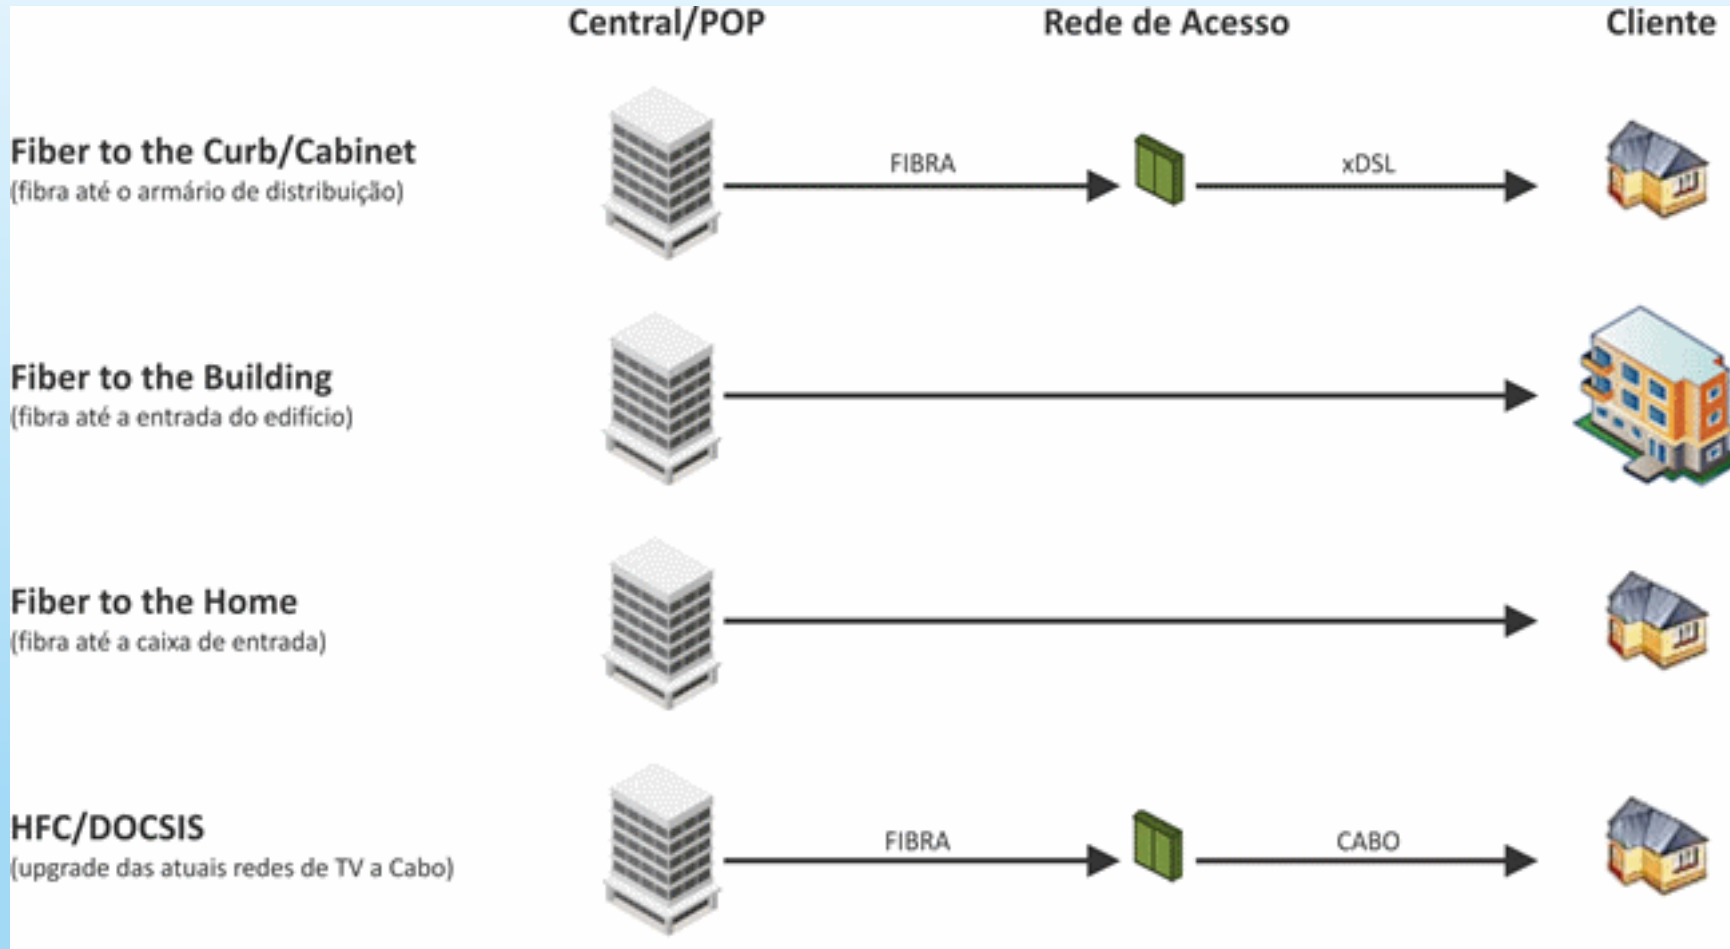 Central/POP
Rede de Acesso
Cliente
Fiber to the Curb/Cabinet
(fibra até o armário de distribuição)
FIBRA
xDSL
Fiber to the Building
(fibra até a entrada do edifício)
Fiber to the Home
(fibra até a caixa de entrada)
HFC/DOCSIS
(upgrade das atuais redes de TV a Cabo)
FIBRA
CABO